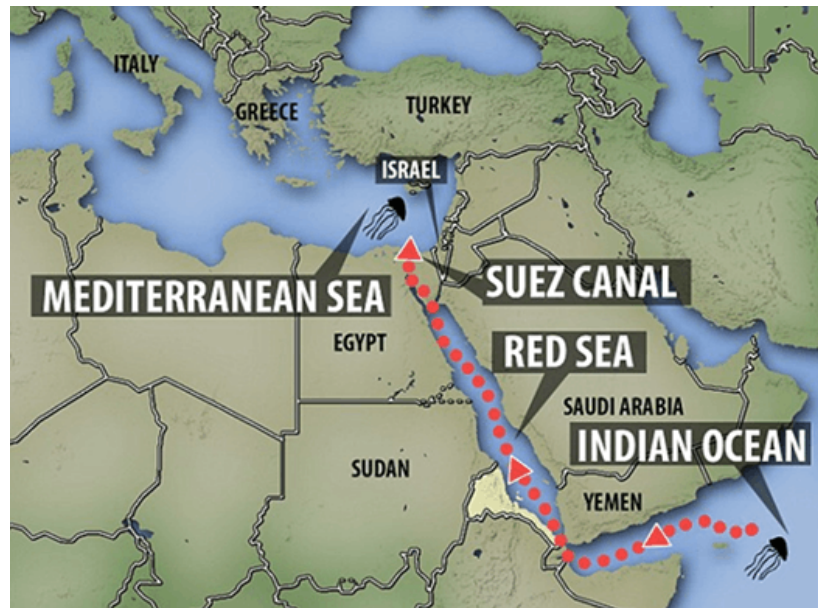 ITALY
GREECE
TURKEY
ISRAEL
MEDITERRANEAN SEA
SUEZ CANAL
EGYPT
RED SEA
SAUDI ARABIA
INDIAN OCEAN
SUDAN
YEMEN